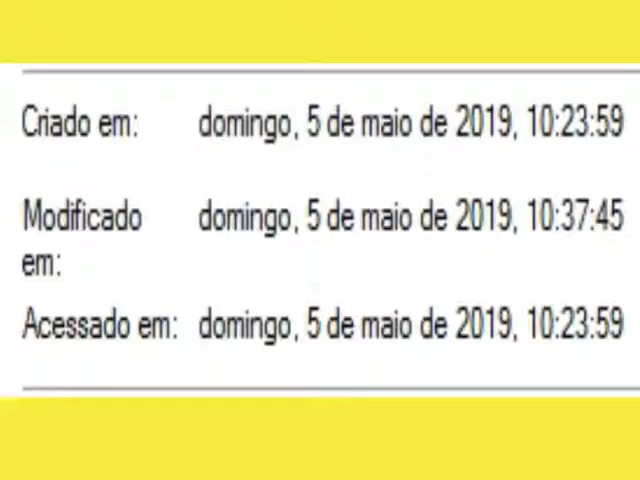 Criado em: domingo, 5 de maio de 2019, 10:23:59
Modificado domingo, 5 de maio de 2019, 10:37:45
em:
Acessado em: domingo, 5 de maio de 2019, 10:23:59